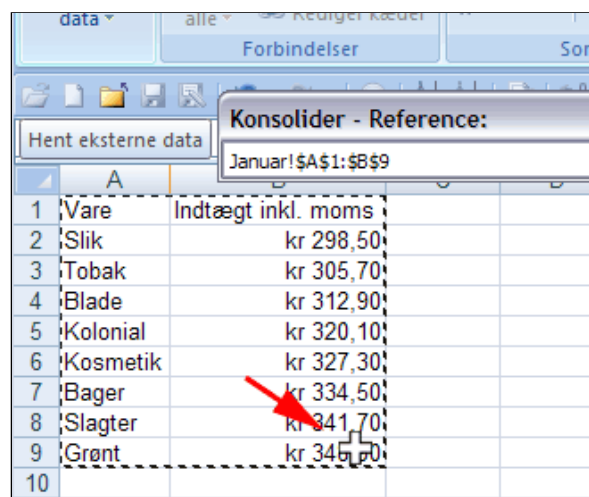 data
alle
Rediger kæder
Forbindelser
Sor
Konsolider - Reference:
Hent eksterne data
Januar!$A$1:$B$9
A
1 Vare Indtægt inkl. moms
2 Slik kr 298,50
3 Tobak kr 305,70
4 Blade kr 312,90
5 Kolonial kr 320,10
6 Kosmetik kr 327,30
7 Bager kr 334,50
8 Slagter kr 341,70
9 Grønt kr
10